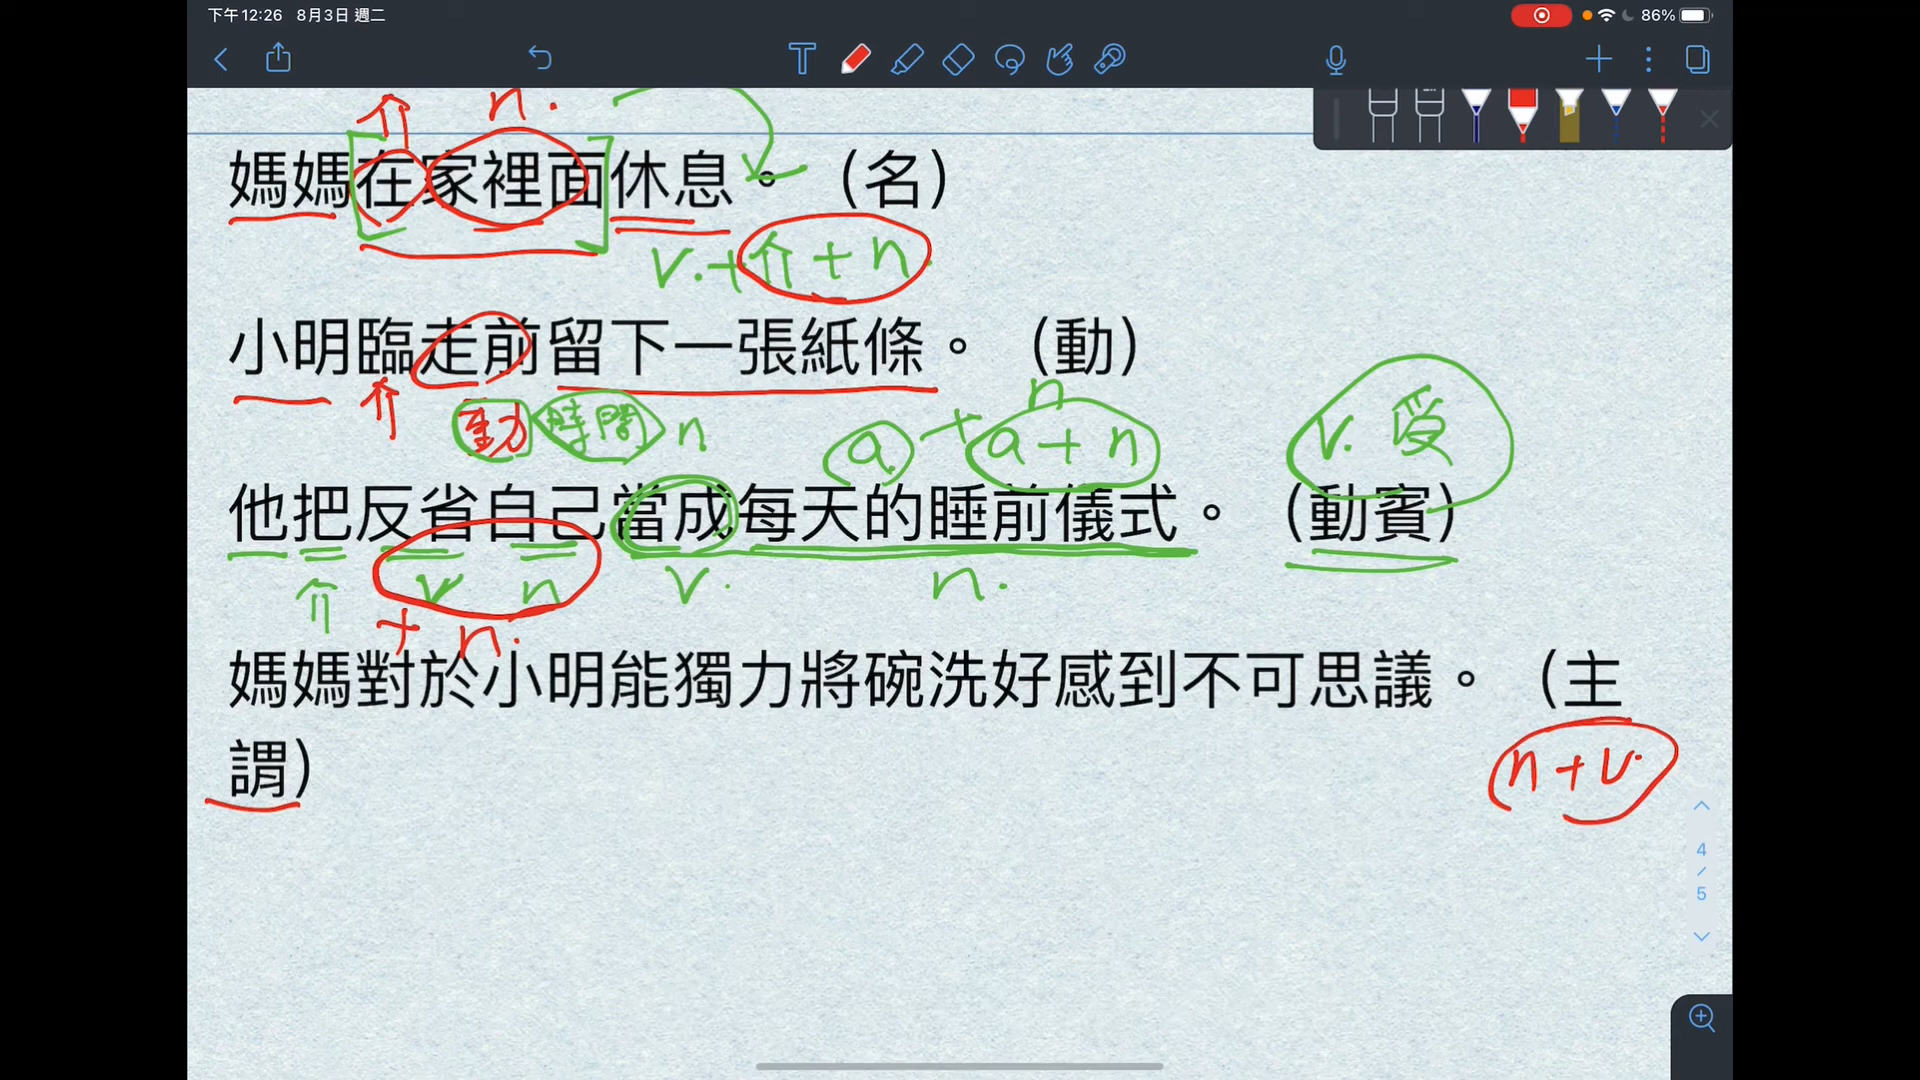 下午12:26 8月3日 週二 86%
介 n.
媽媽在家裡面休息。（名）
v.+介+n
小明臨走前留下一張紙條。（動）
介 動 時間 n a + a + n n v. 受
他把反省自己當成每天的睡前儀式。（動賓）
介 v n v. n.
+ n.
媽媽對於小明能獨力將碗洗好感到不可思議。（主
謂）
n+v.
4
/
5